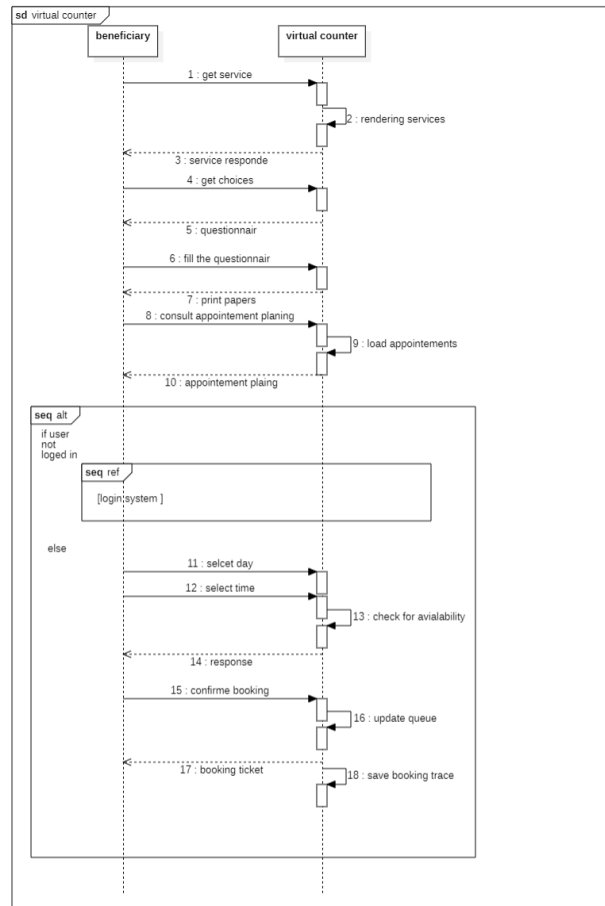 sd virtual counter
beneficiary
virtual counter
1 : get service
2 : rendering services
3 : service responde
4 : get choices
5 : questionnair
6 : fill the questionnair
7 : print papers
8 : consult appointement planing
9 : load appointements
10 : appointement plaing
seq alt
if user
not
loged in
seq ref
[login system ]
else
11 : selcet day
12 : select time
13 : check for avialability
14 : response
15 : confirme booking
16 : update queue
17 : booking ticket
18 : save booking trace